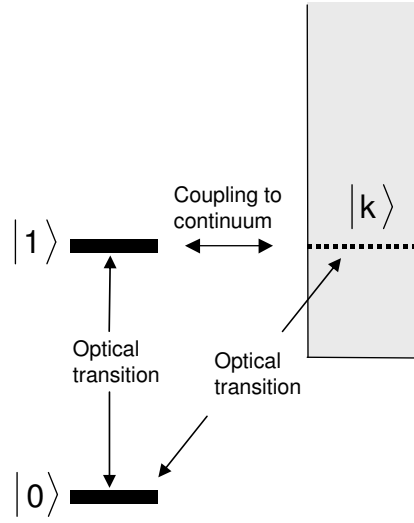 Coupling to
continuum
|k⟩
|1⟩
Optical
transition
Optical
transition
|0⟩